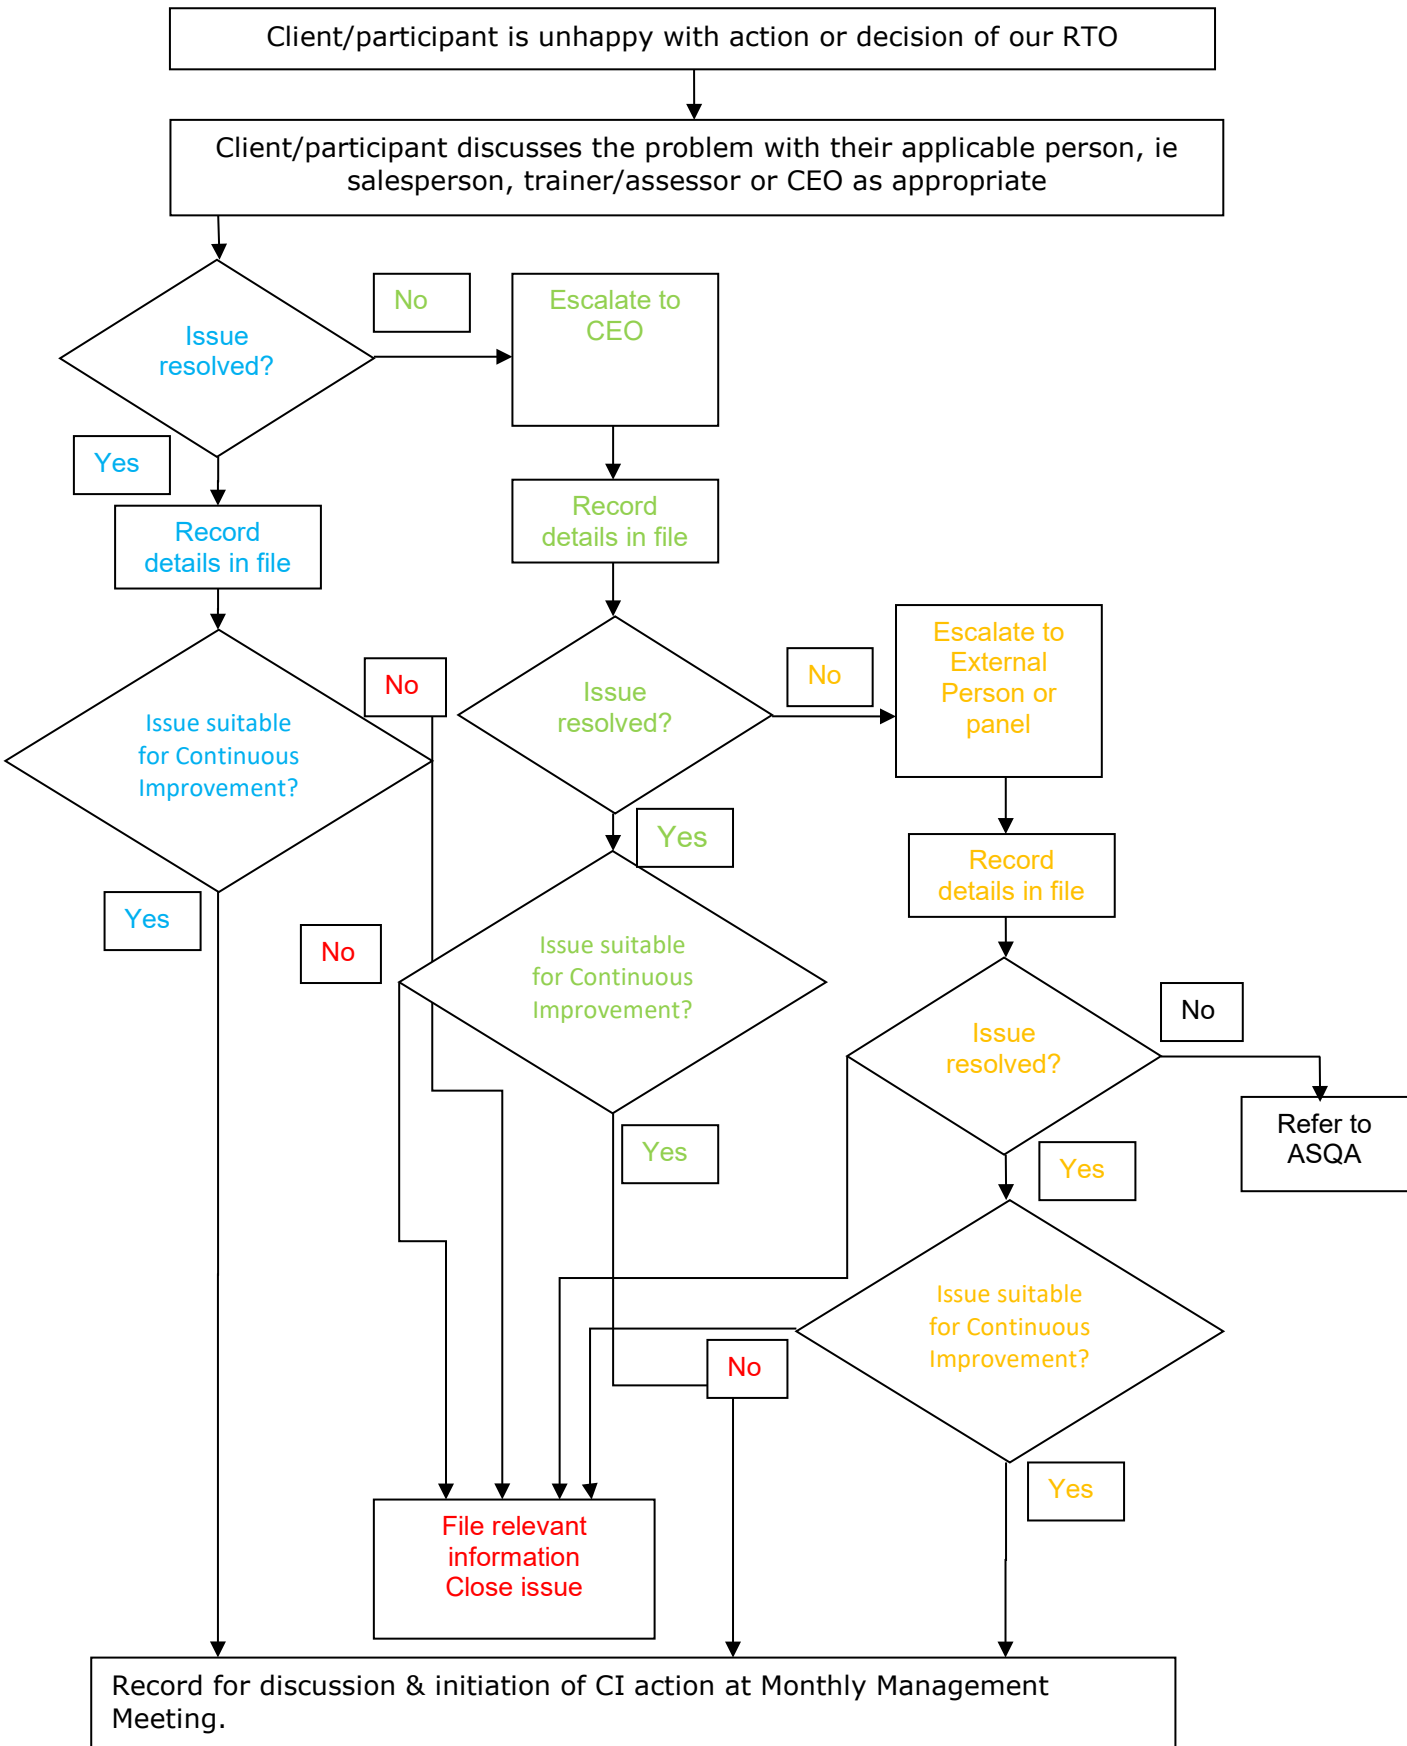 Client/participant is unhappy with action or decision of our RTO
Client/participant discusses the problem with their applicable person, ie
salesperson, trainer/assessor or CEO as appropriate
Issue
resolved?
No
Escalate to
CEO
Yes
Record
details in file
Record
details in file
Issue suitable
for Continuous
Improvement?
No
Issue
resolved?
No
Escalate to
External
Person or
panel
Yes
Yes
Record
details in file
No
Issue suitable
for Continuous
Improvement?
Issue
resolved?
No
Refer to
ASQA
Yes
Yes
Issue suitable
for Continuous
Improvement?
No
Yes
File relevant
information
Close issue
Record for discussion & initiation of CI action at Monthly Management
Meeting.